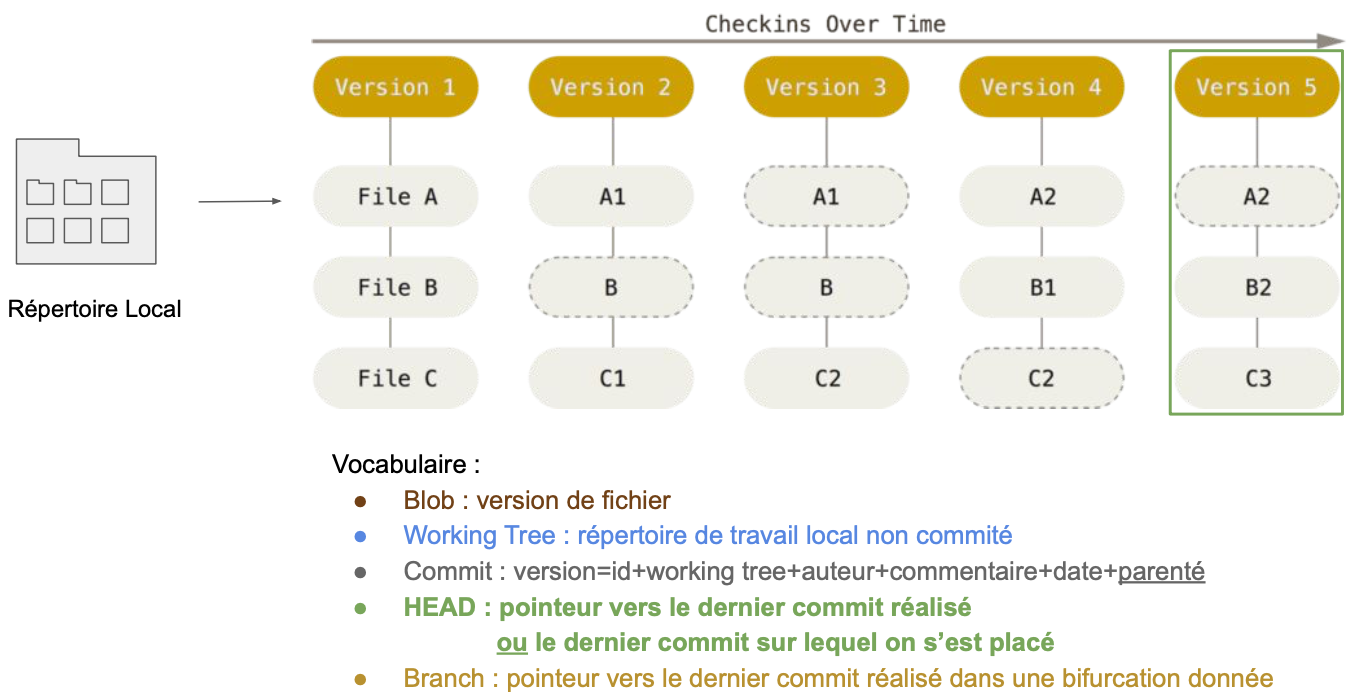 Checkins Over Time
Version 1 Version 2 Version 3 Version 4 Version 5
File A A1 A1 A2 A2
File B B B B1 B2
File C C1 C2 C2 C3
Répertoire Local
Vocabulaire :
● Blob : version de fichier
● Working Tree : répertoire de travail local non commité
● Commit : version=id+working tree+auteur+commentaire+date+parenté
● HEAD : pointeur vers le dernier commit réalisé
ou le dernier commit sur lequel on s’est placé
● Branch : pointeur vers le dernier commit réalisé dans une bifurcation donnée